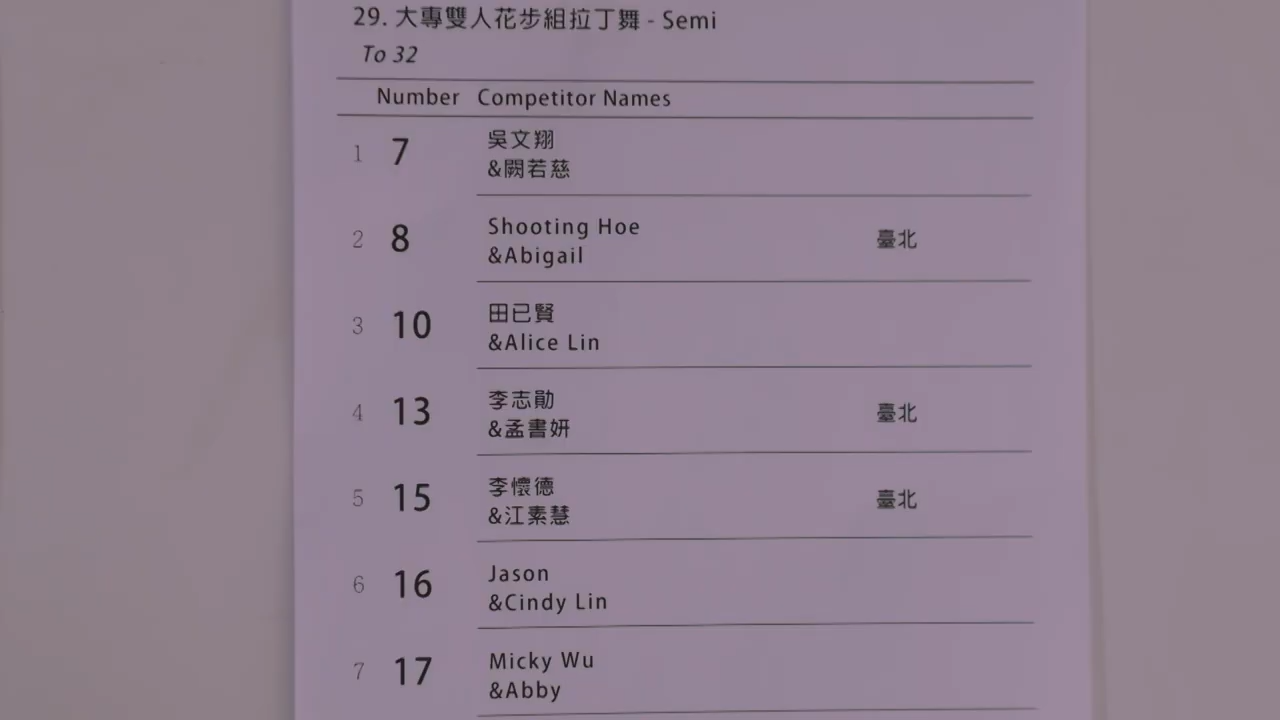 29. 大專雙人花步組拉丁舞 - Semi
To 32
Number Competitor Names
1 7 吳文翔
&闕若慈
2 8 Shooting Hoe 臺北
&Abigail
3 10 田已賢
&Alice Lin
4 13 李志勛 臺北
&孟書妍
5 15 李懷德 臺北
&江素慧
6 16 Jason
&Cindy Lin
7 17 Micky Wu
&Abby